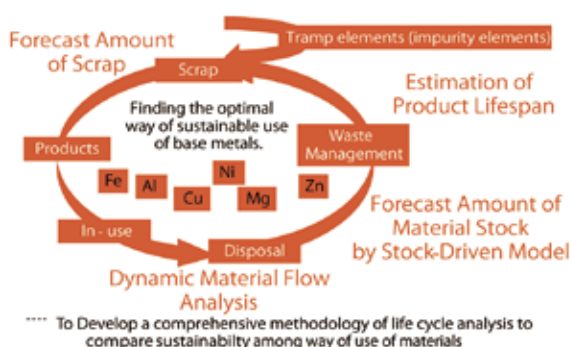 Forecast Amount
of Scrap
Tramp elements (impurity elements)
Scrap
Estimation of
Product Lifespan
Finding the optimal
way of sustainable use
of base metals.
Products
Waste
Management
Fe
Al
Cu
Ni
Mg
Zn
Forecast Amount of
Material Stock
by Stock-Driven Model
In - use
Disposal
Dynamic Material Flow
Analysis
---- To Develop a comprehensive methodology of life cycle analysis to
compare sustainabilty among way of use of materials